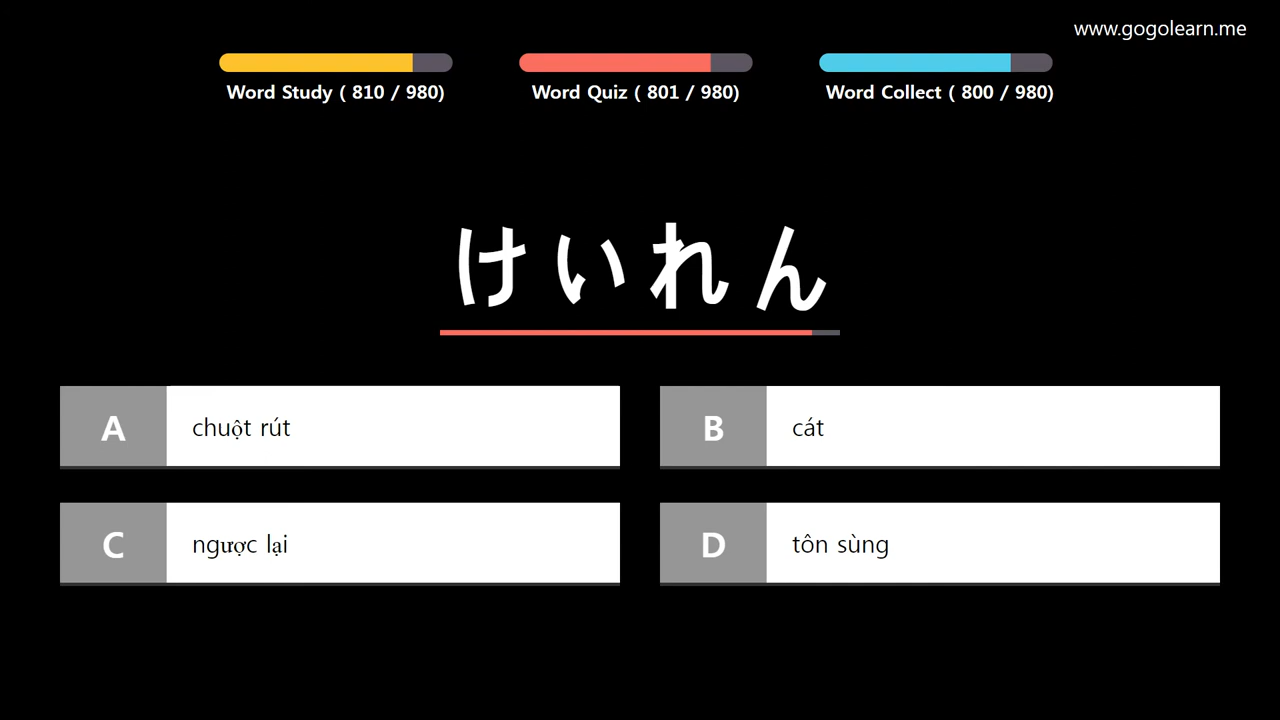 www.gogolearn.me
Word Study ( 810 / 980)
Word Quiz ( 801 / 980)
Word Collect ( 800 / 980)
けいれん
A chuột rút
B cát
C ngược lại
D tôn sùng